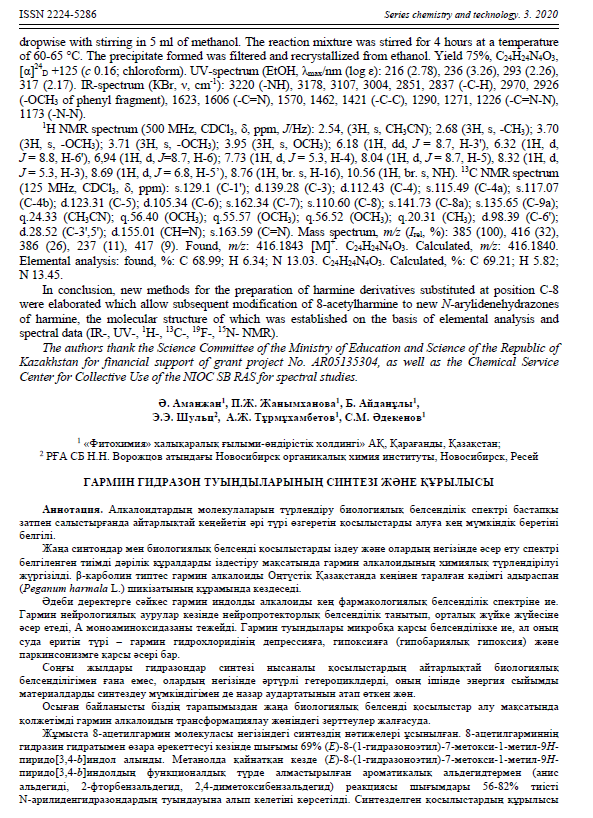 ISSN 2224-5286 Series chemistry and technology. 3. 2020
dropwise with stirring in 5 ml of methanol. The reaction mixture was stirred for 4 hours at a temperature
of 60-65 °C. The precipitate formed was filtered and recrystallized from ethanol. Yield 75%, C24H24N4O3,
[α]24D +125 (c 0.16; chloroform). UV-spectrum (EtOH, λmax/nm (log ε): 216 (2.78), 236 (3.26), 293 (2.26),
317 (2.17). IR-spectrum (KBr, ν, cm-1): 3220 (-NH), 3178, 3107, 3004, 2851, 2837 (-C-H), 2970, 2926
(-OCH3 of phenyl fragment), 1623, 1606 (-C=N), 1570, 1462, 1421 (-C-C), 1290, 1271, 1226 (-C=N-N),
1173 (-N-N).
1H NMR spectrum (500 MHz, CDCl3, δ, ppm, J/Hz): 2.54, (3H, s, CH3CN); 2.68 (3H, s, -CH3); 3.70
(3H, s, -OCH3); 3.71 (3H, s, -OCH3); 3.95 (3H, s, OCH3); 6.18 (1H, dd, J = 8.7, H-3'), 6.32 (1H, d,
J = 8.8, H-6'), 6,94 (1H, d, J=8.7, H-6); 7.73 (1H, d, J = 5.3, H-4), 8.04 (1H, d, J = 8.7, H-5), 8.32 (1H, d,
J = 5.3, H-3), 8.69 (1H, d, J = 6.8, H-5`), 8.76 (1H, br. s, H-16), 10.56 (1H, br. s, NH). 13C NMR spectrum
(125 MHz, CDCl3, δ, ppm): s.129.1 (C-1'); d.139.28 (C-3); d.112.43 (C-4); s.115.49 (C-4a); s.117.07
(C-4b); d.123.31 (C-5); d.105.34 (C-6); s.162.34 (C-7); s.110.60 (C-8); s.141.73 (C-8a); s.135.65 (C-9a);
q.24.33 (CH3CN); q.56.40 (OCH3); q.55.57 (OCH3); q.56.52 (OCH3); q.20.31 (CH3); d.98.39 (C-6');
d.28.52 (C-3',5'); d.155.01 (CH=N); s.163.59 (C=N). Mass spectrum, m/z (Irel, %): 385 (100), 416 (32),
386 (26), 237 (11), 417 (9). Found, m/z: 416.1843 [M]+. C24H24N4O3. Calculated, m/z: 416.1840.
Elemental analysis: found, %: C 68.99; H 6.34; N 13.03. C24H24N4O3. Calculated, %: C 69.21; H 5.82;
N 13.45.
In conclusion, new methods for the preparation of harmine derivatives substituted at position C-8
were elaborated which allow subsequent modification of 8-acetylharmine to new N-arylidenehydrazones
of harmine, the molecular structure of which was established on the basis of elemental analysis and
spectral data (IR-, UV-, 1H-, 13C-, 19F-, 15N- NMR).
The authors thank the Science Committee of the Ministry of Education and Science of the Republic of
Kazakhstan for financial support of grant project No. AR05135304, as well as the Chemical Service
Center for Collective Use of the NIOC SB RAS for spectral studies.
Ә. Аманжан1, П.Ж. Жанымханова1, Б. Айданұлы1,
Э.Э. Шульц2, А.Ж. Тұрмұхамбетов1, С.М. Әдекенов1
1 «Фитохимия» халықаралық ғылыми-өндірістік холдингі» АҚ, Қарағанды, Қазақстан;
2 РҒА СБ Н.Н. Ворожцов атындағы Новосибирск органикалық химия институты, Новосибирск, Ресей
ГАРМИН ГИДРАЗОН ТУЫНДЫЛАРЫНЫҢ СИНТЕЗІ ЖӘНЕ ҚҰРЫЛЫСЫ
Аннотация. Алкалоидтардың молекулаларын түрлендіру биологиялық белсенділік спектрі бастапқы
затпен салыстырғанда айтарлықтай кеңейетін әрі түрі өзгеретін қосылыстарды алуға кең мүмкіндік беретіні
белгілі.
Жаңа синтондар мен биологиялық белсенді қосылыстарды іздеу және олардың негізінде әсер ету спектрі
белгіленген тиімді дәрілік құралдарды іздестіру мақсатында гармин алкалоидының химиялық түрлендірілуі
жүргізілді. β-карболин типтес гармин алкалоиды Оңтүстік Қазақстанда кеңінен таралған кәдімгі адыраспан
(Peganum harmala L.) шикізатының құрамында кездеседі.
Әдеби деректерге сәйкес гармин индолды алкалоиды кең фармакологиялық белсенділік спектріне ие.
Гармин нейрологиялық аурулар кезінде нейропротекторлық белсенділік танытып, орталық жүйке жүйесіне
әсер етеді, А моноаминоксидазаны тежейді. Гармин туындылары микробқа қарсы белсенділікке ие, ал оның
суда еритін түрі – гармин гидрохлоридінің депрессияға, гипоксияға (гипобариялық гипоксия) және
паркинсонизмге қарсы әсері бар.
Соңғы жылдары гидразондар синтезі нысаналы қосылыстардың айтарлықтай биологиялық
белсенділігімен ғана емес, олардың негізінде әртүрлі гетероциклдерді, оның ішінде энергия сыйымды
материалдарды синтездеу мүмкіндігімен де назар аудартатынын атап өткен жөн.
Осыған байланысты біздің тарапымыздан жаңа биологиялық белсенді қосылыстар алу мақсатында
қолжетімді гармин алкалоидын трансформациялау жөніндегі зерттеулер жалғасуда.
Жұмыста 8-ацетилгармин молекуласы негізіндегі синтездің нәтижелері ұсынылған. 8-ацетилгарминнің
гидразин гидратымен өзара әрекеттесуі кезінде шығымы 69% (E)-8-(1-гидразоноэтил)-7-метокси-1-метил-9H-
пиридо[3,4-b]индол алынды. Метанолда қайнатқан кезде (E)-8-(1-гидразоноэтил)-7-метокси-1-метил-9H-
пиридо[3,4-b]индолдың функционалдық түрде алмастырылған ароматикалық альдегидтермен (анис
альдегиді, 2-фторбензальдегид, 2,4-диметоксибензальдегид) реакциясы шығымдары 56-82% тиісті
N-арилиденгидразондардың туындауына алып келетіні көрсетілді. Синтезделген қосылыстардың құрылысы